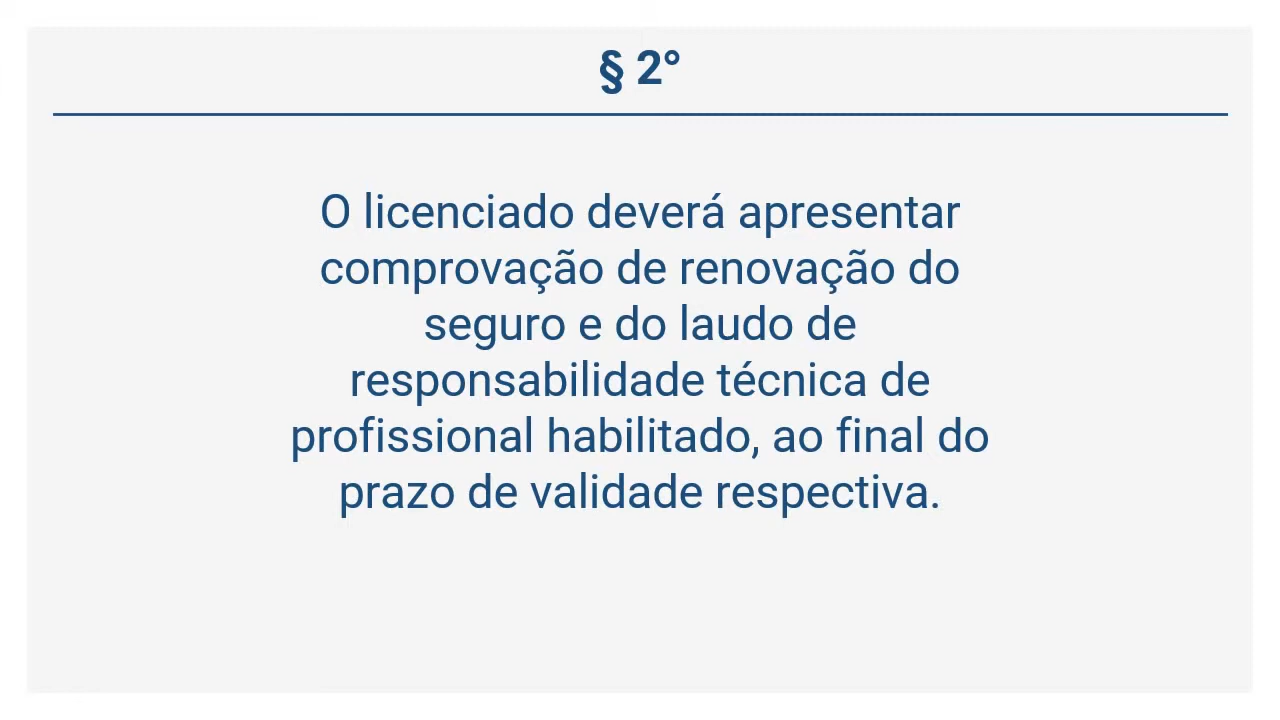 § 2°
O licenciado deverá apresentar
comprovação de renovação do
seguro e do laudo de
responsabilidade técnica de
profissional habilitado, ao final do
prazo de validade respectiva.